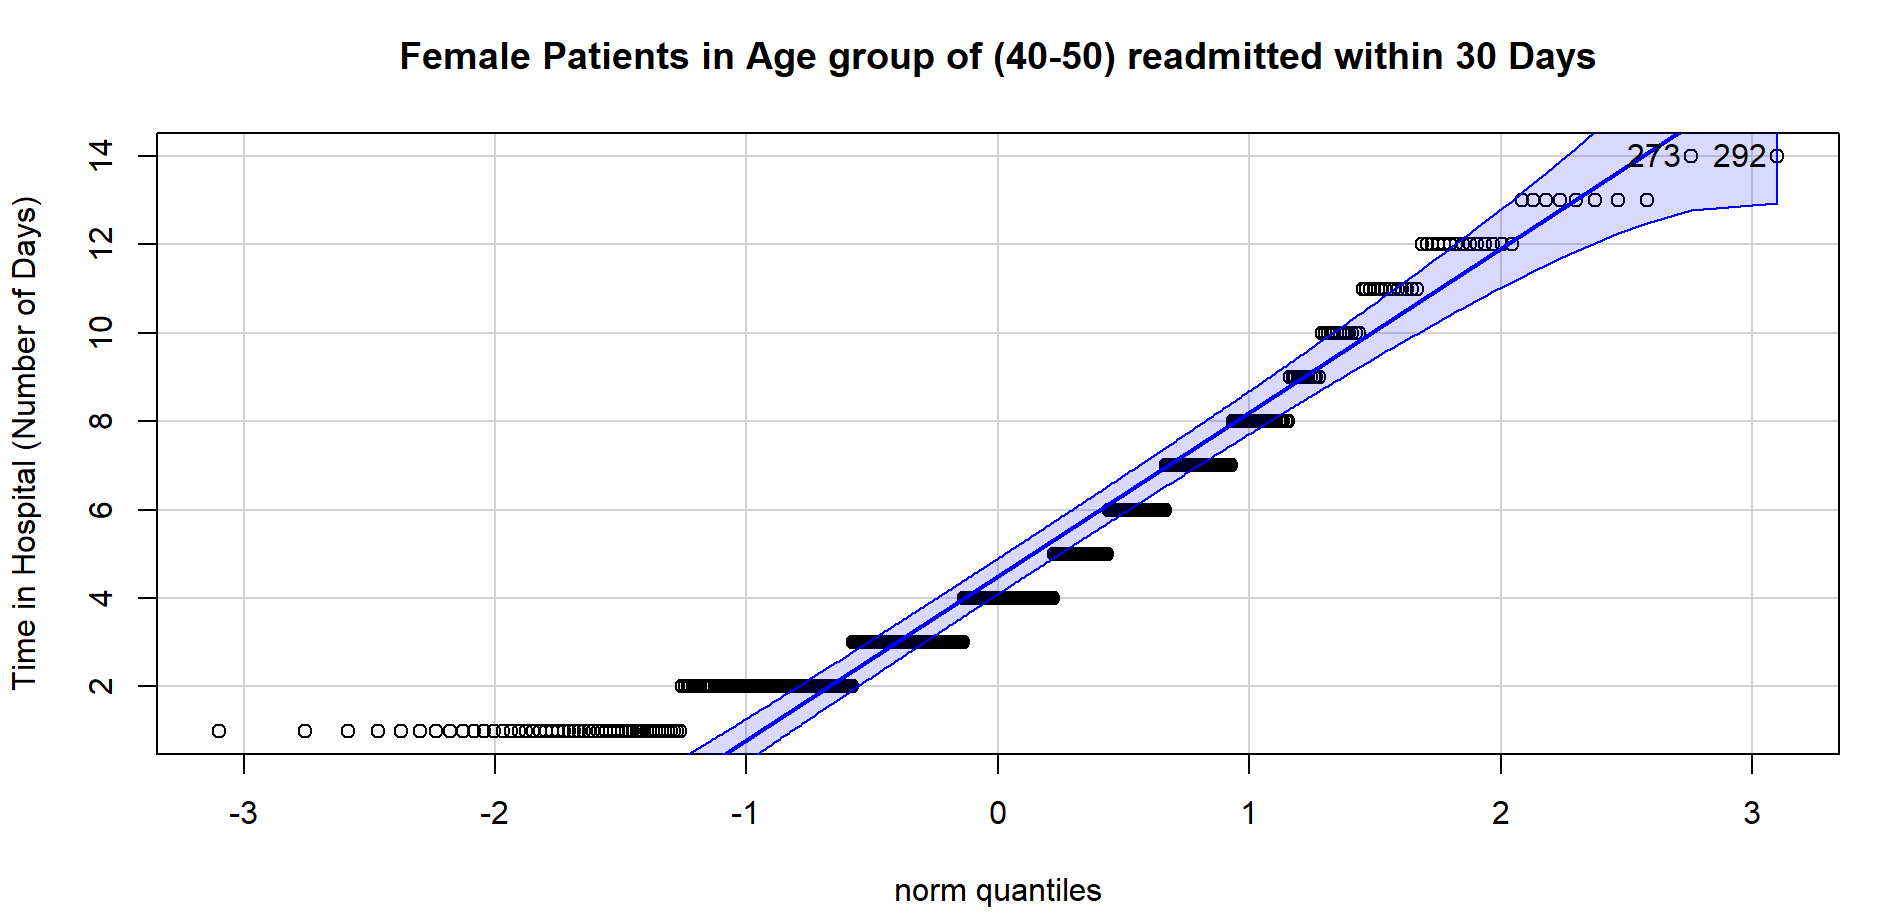 Female Patients in Age group of (40-50) readmitted within 30 Days
Time in Hospital (Number of Days)
14
12
10
8
6
4
2
273 292
-3 -2 -1 0 1 2 3
norm quantiles